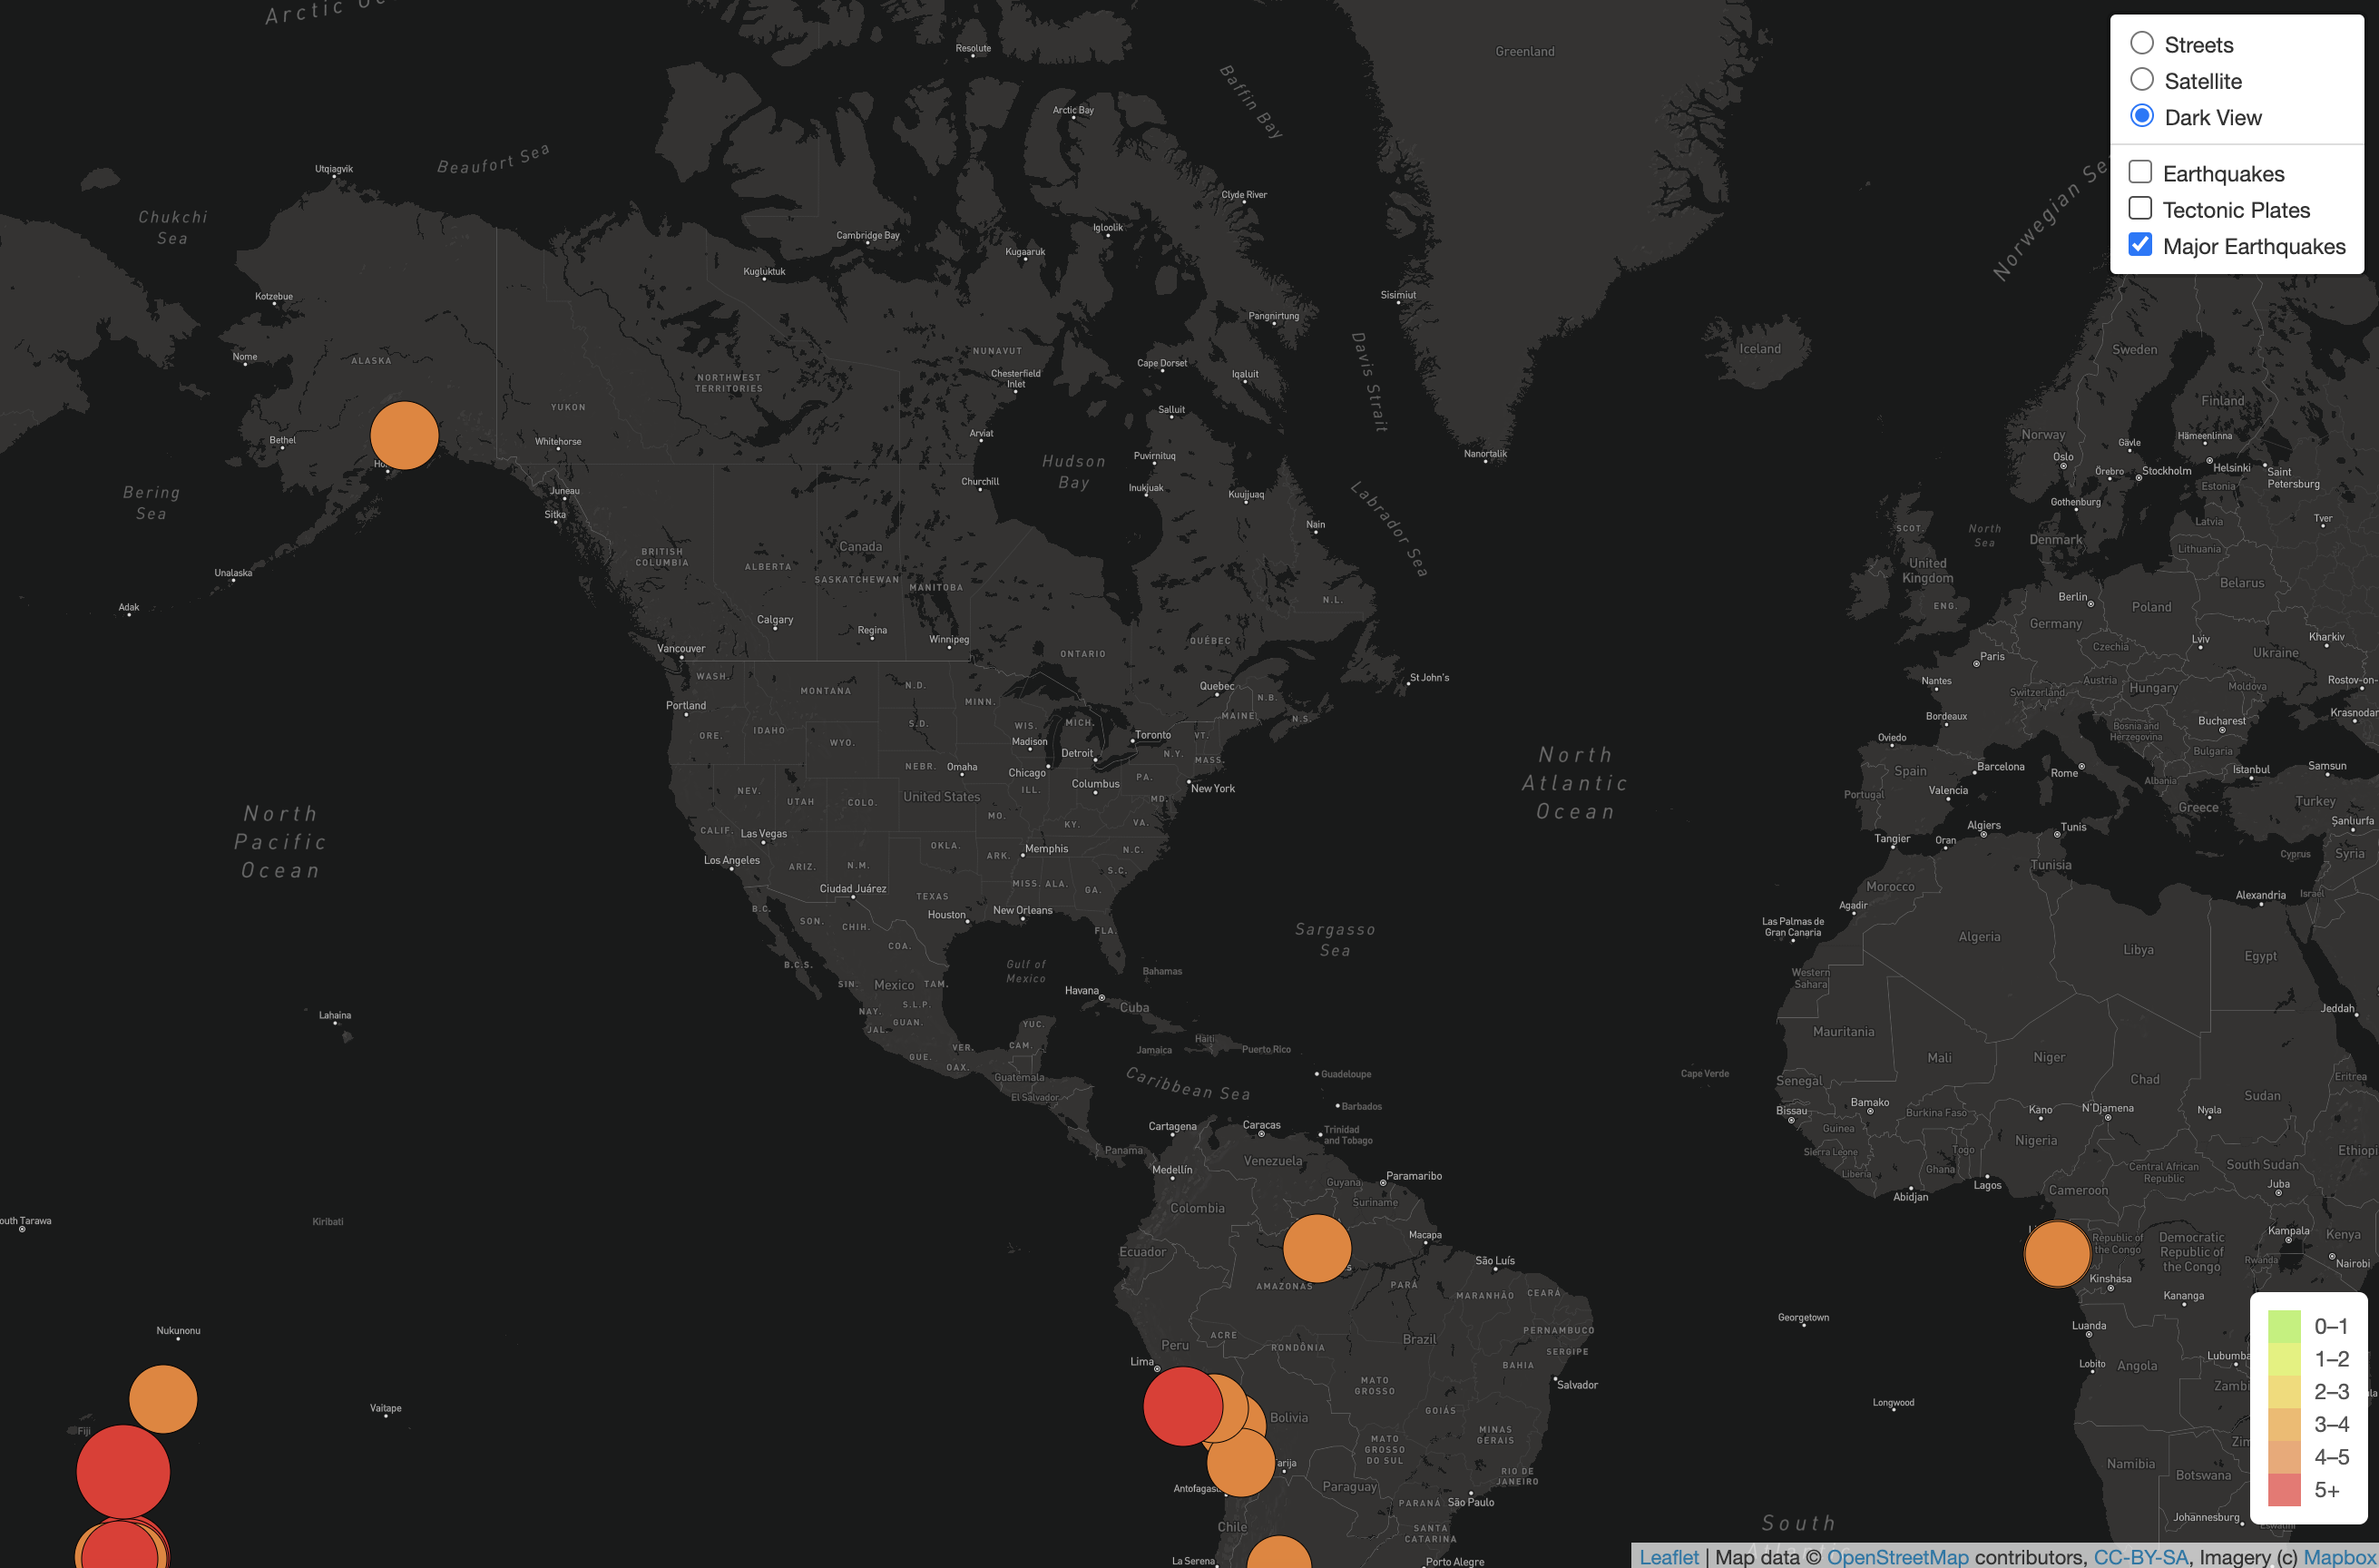 Arctic
Resolute
Greenland
Baffin Bay
Arctic Bay
Beaufort Sea
Utqiagvik
Chukchi
Sea
Clyde River
Igloolik
Cambridge Bay
Kugaaruk
Kugluktuk
Kotzebue
Sisimiut
Pangnirtung
Norwegian
Nome
ALASKA
NUNAVUT
Iceland
Sweden
Davis Strait
Cape Dorset
Chesterfield
Inlet
Iqaluit
NORTHWEST
TERRITORIES
YUKON
Salluit
Finland
Bethel
Whitehorse
Arviat
Norway
Gävle
Hämeenlinna
Hudson
Bay
Puvirnituq
Nanortalik
Oslo
Örebro
Stockholm
Helsinki
Saint
Petersburg
Bering
Sea
Juneau
Churchill
Inukjuak
Kuujjuaq
Labrador Sea
Estonia
Gothenburg
Sitka
Nain
SCOT.
North
Sea
Latvia
Tver
Denmark
Canada
BRITISH
COLUMBIA
ALBERTA
SASKATCHEWAN
MANITOBA
Lithuania
United
Kingdom
Belarus
Unalaska
Adak
N.L.
ENG.
Berlin
Poland
Germany
Calgary
Regina
Winnipeg
Vancouver
ONTARIO
QUÉBEC
Lviv
Kharkiv
Czechia
Ukraine
Paris
WASH.
St John's
Nantes
Austria
Switzerland
Hungary
Moldova
Rostov-on-
MONTANA
N.D.
Quebec
N.B.
Portland
MINN.
MAINE
N.S.
Bordeaux
Bosnia and
Herzegovina
Bucharest
Krasnodar
ORE.
IDAHO
WYO.
S.D.
WIS.
MICH.
Madison
Toronto
VT.
Detroit
N.Y.
MASS.
Oviedo
Bulgaria
NEBR.
Omaha
Chicago
North
Atlantic
Ocean
Spain
Barcelona
Rome
Albania
Istanbul
Samsun
NEV.
UTAH
COLO.
United States
ILL.
Columbus
PA.
New York
MD.
Portugal
Valencia
Greece
Turkey
North
Pacific
Ocean
CALIF.
Las Vegas
MO.
KY.
VA.
Tangier
Oran
Algiers
Tunis
Şanlıurfa
Los Angeles
ARIZ.
N.M.
OKLA.
ARK.
Memphis
N.C.
S.C.
Tunisia
Cyprus
Syria
Ciudad Juárez
TEXAS
MISS.
ALA.
GA.
Morocco
Alexandria
Israel
B.C.
SON.
CHIH.
Houston
New Orleans
Agadir
FLA.
Sargasso
Sea
Las Palmas de
Gran Canaria
Algeria
Libya
Egypt
COA.
B.C.S.
Gulf of
Mexico
Bahamas
Western
Sahara
SIN.
Mexico
TAM.
Havana
Cuba
S.L.P.
NAY.
GUAN.
Lahaina
JAL.
YUC.
Jeddah
Mauritania
VER.
CAM.
Jamaica
Haiti
Puerto Rico
GUE.
OAX.
Mali
Niger
Guatemala
Caribbean Sea
Guadeloupe
Cape Verde
Senegal
Chad
Eritrea
El Salvador
Barbados
Bissau
Bamako
Burkina Faso
Kano
N'Djamena
Nyala
Sudan
Cartagena
Caracas
Trinidad
and Tobago
Guinea
Nigeria
Panama
Sierra Leone
Togo
Ethiopi
Medellín
Venezuela
Liberia
Ghana
Central African
Republic
South Sudan
Guyana
Paramaribo
Suriname
Abidjan
Lagos
Cameroon
Juba
Colombia
outh Tarawa
Kiribati
Ecuador
Macapa
Republic of
the Congo
Democratic
Republic of
the Congo
Kampala
Kenya
Rwanda
Nairobi
São Luís
AMAZONAS
PARÁ
MARANHÃO
CEARÁ
Kinshasa
Kananga
Nukunonu
Peru
ACRE
RONDÔNIA
Brazil
PERNAMBUCO
SERGIPE
Georgetown
Luanda
Lima
BAHIA
Lobito
Angola
Lubumba
MATO
GROSSO
Salvador
Zambi
Vaitape
Longwood
Fiji
Bolivia
GOIÁS
MINAS
GERAIS
MATO
GROSSO
DO SUL
Zim
Namibia
Botswana
arija
RIO DE
JANEIRO
Antofagas
Paraguay
PARANÁ
São Paulo
Chile
SANTA
CATARINA
South
Johannesburg
Eswatini
La Serena
Porto Alegre
Streets
Satellite
Dark View
Earthquakes
Tectonic Plates
Major Earthquakes
0–1
1–2
2–3
3–4
4–5
5+
Leaflet | Map data © OpenStreetMap contributors, CC-BY-SA, Imagery (c) Mapbox